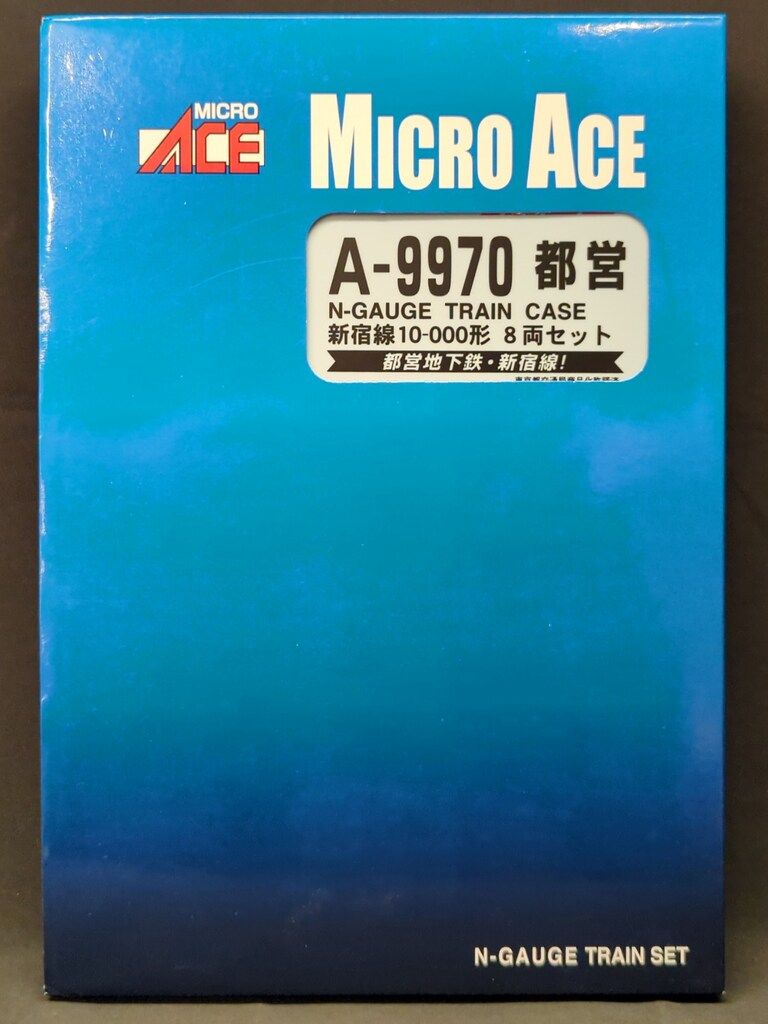 MICRO
ACE
MICRO ACE
A-9970 都営
N-GAUGE TRAIN CASE
新宿線10-000形 8両セット
都営地下鉄・新宿線!
N-GAUGE TRAIN SET